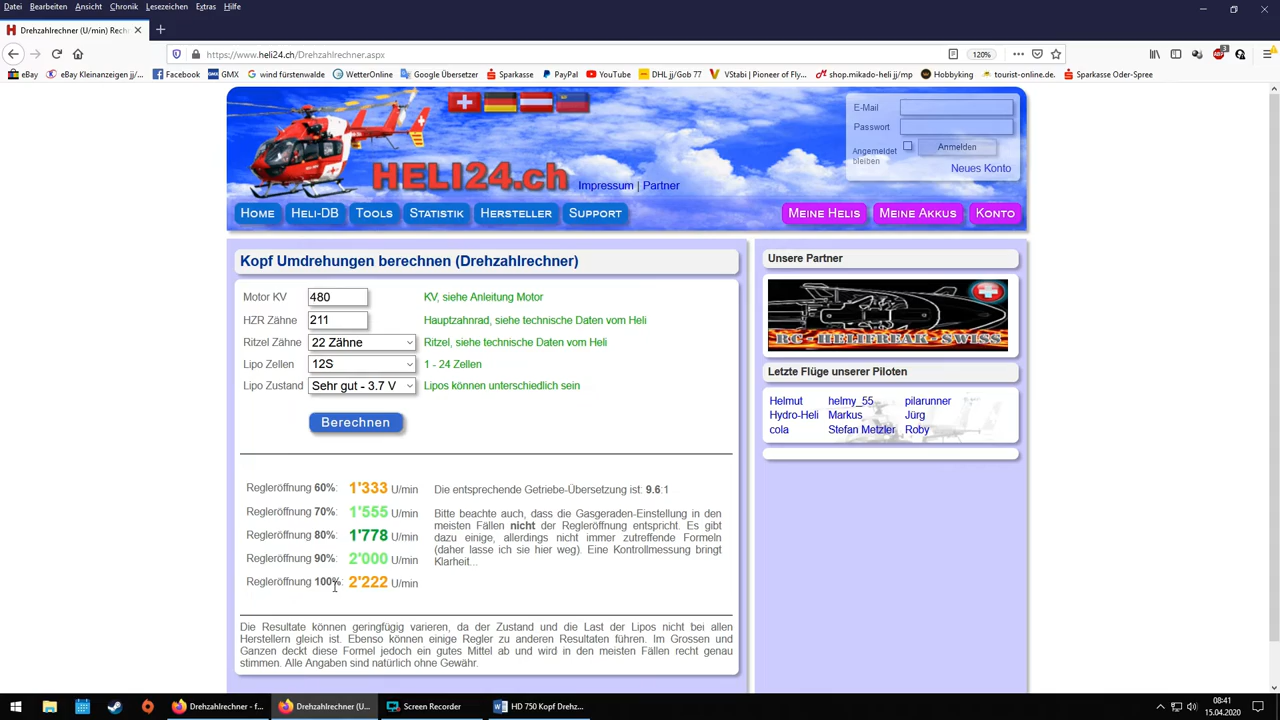 Datei Bearbeiten Ansicht Chronik Lesezeichen Extras Hilfe
Drehzahlrechner (U/min) Rech
https://www.heli24.ch/Drehzahlrechner.aspx
120%
eBay
eBay Kleinanzeigen jj/...
Facebook
GMX
wind fürstenwalde
WetterOnline
Google Übersetzer
Sparkasse
PayPal
YouTube
DHL jj/Gob 77
VStabi | Pioneer of Fly...
shop.mikado-heli jj/mp
Hobbyking
tourist-online.de.
Sparkasse Oder-Spree
E-Mail
Passwort
Angemeldet bleiben
Anmelden
Neues Konto
HELI24.ch
Impressum | Partner
Home
Heli-DB
Tools
Statistik
Hersteller
Support
Meine Helis
Meine Akkus
Konto
Kopf Umdrehungen berechnen (Drehzahlrechner)
Motor KV 480 KV, siehe Anleitung Motor
HZR Zähne 211 Hauptzahnrad, siehe technische Daten vom Heli
Ritzel Zähne 22 Zähne Ritzel, siehe technische Daten vom Heli
Lipo Zellen 12S 1 - 24 Zellen
Lipo Zustand Sehr gut - 3.7 V Lipos können unterschiedlich sein
Berechnen
Regleröffnung 60%: 1'333 U/min
Regleröffnung 70%: 1'555 U/min
Regleröffnung 80%: 1'778 U/min
Regleröffnung 90%: 2'000 U/min
Regleröffnung 100%: 2'222 U/min
Die entsprechende Getriebe-Übersetzung ist: 9.6:1
Bitte beachte auch, dass die Gasgeraden-Einstellung in den
meisten Fällen nicht der Regleröffnung entspricht. Es gibt
dazu einige, allerdings nicht immer zutreffende Formeln
(daher lasse ich sie hier weg). Eine Kontrollmessung bringt
Klarheit...
Die Resultate können geringfügig varieren, da der Zustand und die Last der Lipos nicht bei allen
Herstellern gleich ist. Ebenso können einige Regler zu anderen Resultaten führen. Im Grossen und
Ganzen deckt diese Formel jedoch ein gutes Mittel ab und wird in den meisten Fällen recht genau
stimmen. Alle Angaben sind natürlich ohne Gewähr.
Unsere Partner
RC - HELIFREAK - SWISS
Letzte Flüge unserer Piloten
Helmut helmy_55 pilarunner
Hydro-Heli Markus Jürg
cola Stefan Metzler Roby
Drehzahlrechner - f...
Drehzahlrechner (U...
Screen Recorder
HD 750 Kopf Drehz...
08:41
15.04.2020